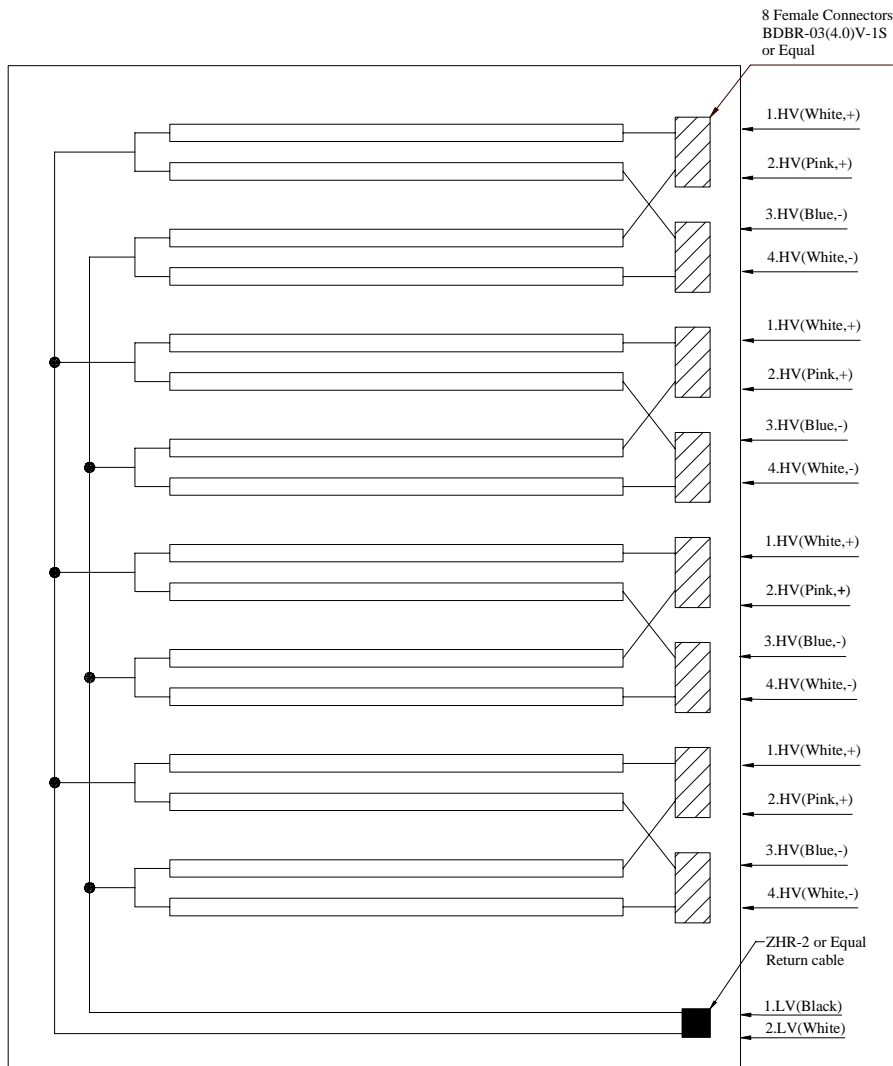 8 Female Connectors
BDBR-03(4.0)V-1S
or Equal
1.HV(White,+)
2.HV(Pink,+)
3.HV(Blue,-)
4.HV(White,-)
1.HV(White,+)
2.HV(Pink,+)
3.HV(Blue,-)
4.HV(White,-)
1.HV(White,+)
2.HV(Pink,+)
3.HV(Blue,-)
4.HV(White,-)
1.HV(White,+)
2.HV(Pink,+)
3.HV(Blue,-)
4.HV(White,-)
ZHR-2 or Equal
Return cable
1.LV(Black)
2.LV(White)